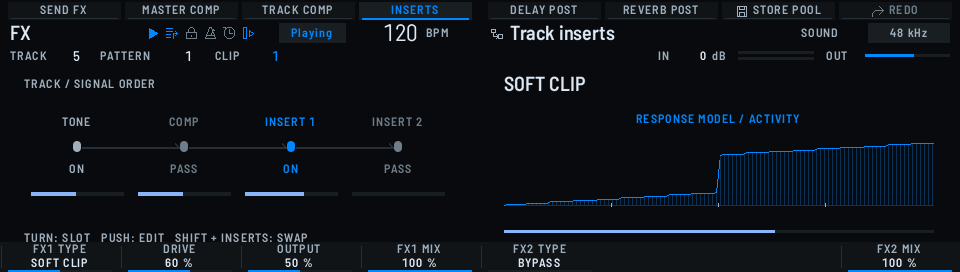 SEND FX MASTER COMP TRACK COMP INSERTS DELAY POST REVERB POST STORE POOL REDO
FX Playing 120 BPM Track inserts SOUND 48 kHz
TRACK 5 PATTERN 1 CLIP 1 IN 0 dB OUT
TRACK / SIGNAL ORDER SOFT CLIP
TONE COMP INSERT 1 INSERT 2 RESPONSE MODEL / ACTIVITY
ON PASS ON PASS
TURN: SLOT PUSH: EDIT SHIFT + INSERTS: SWAP
FX1 TYPE DRIVE OUTPUT FX1 MIX FX2 TYPE FX2 MIX
SOFT CLIP 60 % 50 % 100 % BYPASS 100 %